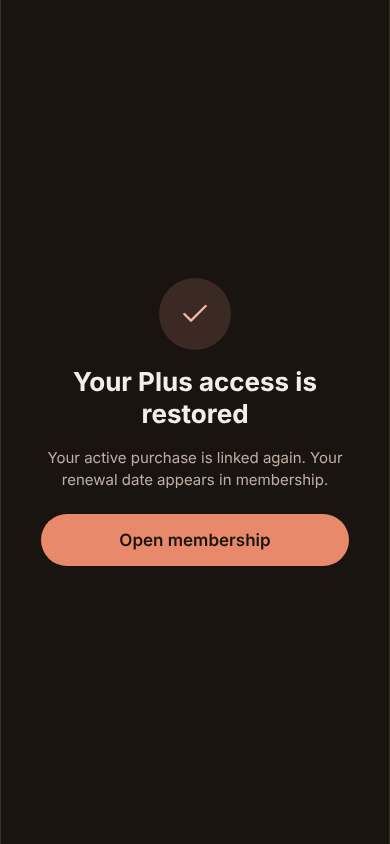 Your Plus access is
restored
Your active purchase is linked again. Your
renewal date appears in membership.
Open membership